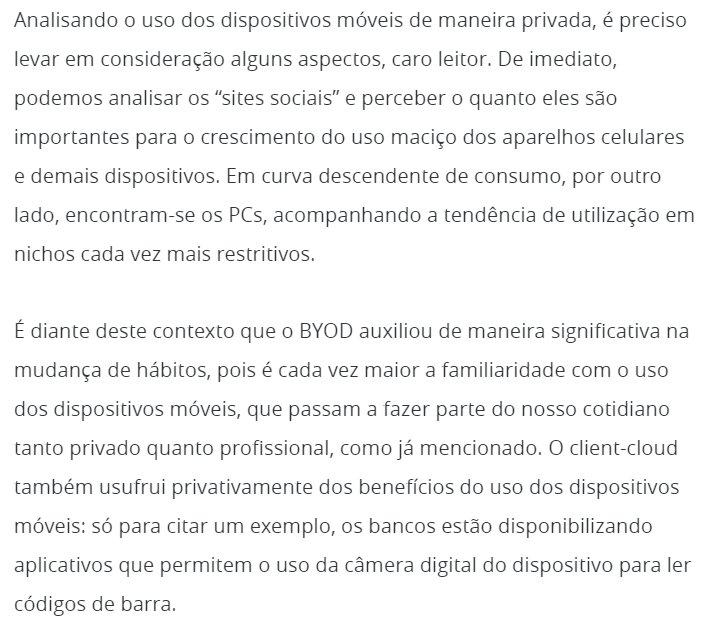 Analisando o uso dos dispositivos móveis de maneira privada, é preciso
levar em consideração alguns aspectos, caro leitor. De imediato,
podemos analisar os “sites sociais” e perceber o quanto eles são
importantes para o crescimento do uso maciço dos aparelhos celulares
e demais dispositivos. Em curva descendente de consumo, por outro
lado, encontram-se os PCs, acompanhando a tendência de utilização em
nichos cada vez mais restritivos.
É diante deste contexto que o BYOD auxiliou de maneira significativa na
mudança de hábitos, pois é cada vez maior a familiaridade com o uso
dos dispositivos móveis, que passam a fazer parte do nosso cotidiano
tanto privado quanto profissional, como já mencionado. O client-cloud
também usufrui privativamente dos benefícios do uso dos dispositivos
móveis: só para citar um exemplo, os bancos estão disponibilizando
aplicativos que permitem o uso da câmera digital do dispositivo para ler
códigos de barra.